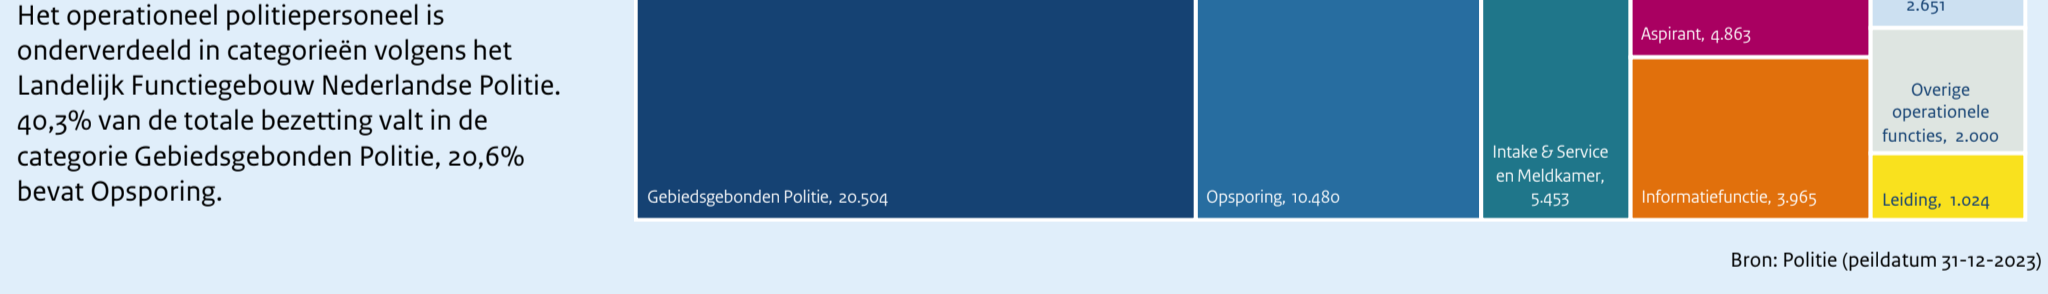 Het operationeel politiepersoneel is
onderverdeeld in categorieën volgens het
Landelijk Functiegebouw Nederlandse Politie.
40,3% van de totale bezetting valt in de
categorie Gebiedsgebonden Politie, 20,6%
bevat Opsporing.
Gebiedsgebonden Politie, 20.504
Opsporing, 10.480
Intake & Service
en Meldkamer,
5.453
Aspirant, 4.863
Informatiefunctie, 3.965
2.651
Overige
operationele
functies, 2.000
Leiding, 1.024
Bron: Politie (peildatum 31-12-2023)